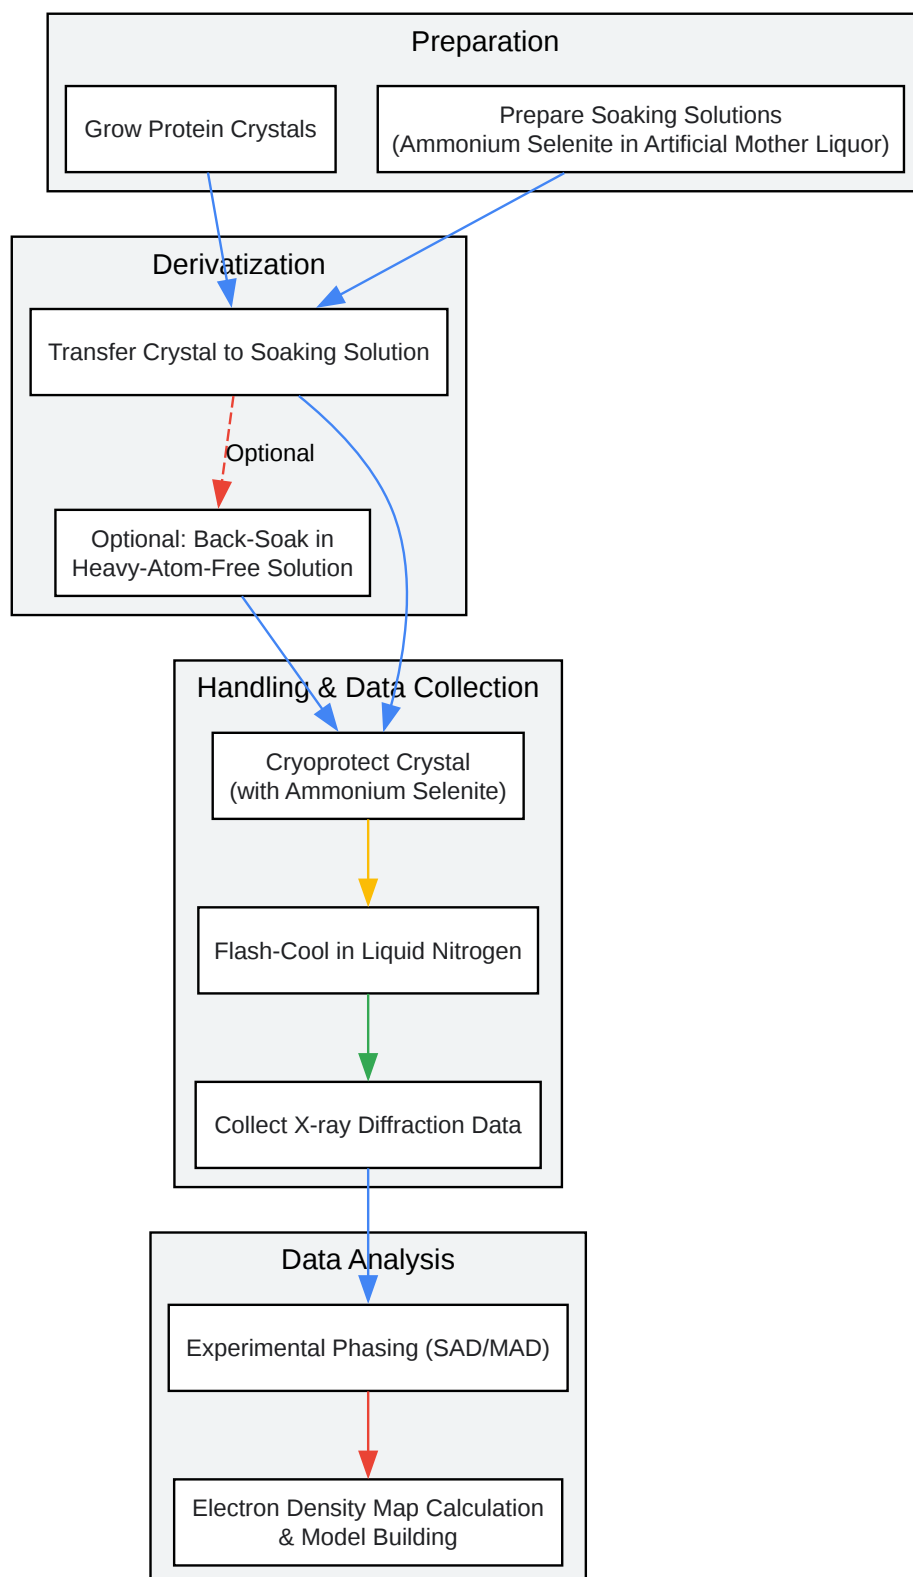 Preparation
Grow Protein Crystals
Prepare Soaking Solutions
(Ammonium Selenite in Artificial Mother Liquor)
Derivatization
Transfer Crystal to Soaking Solution
Optional
Optional: Back-Soak in
Heavy-Atom-Free Solution
Handling & Data Collection
Cryoprotect Crystal
(with Ammonium Selenite)
Flash-Cool in Liquid Nitrogen
Collect X-ray Diffraction Data
Data Analysis
Experimental Phasing (SAD/MAD)
Electron Density Map Calculation
& Model Building